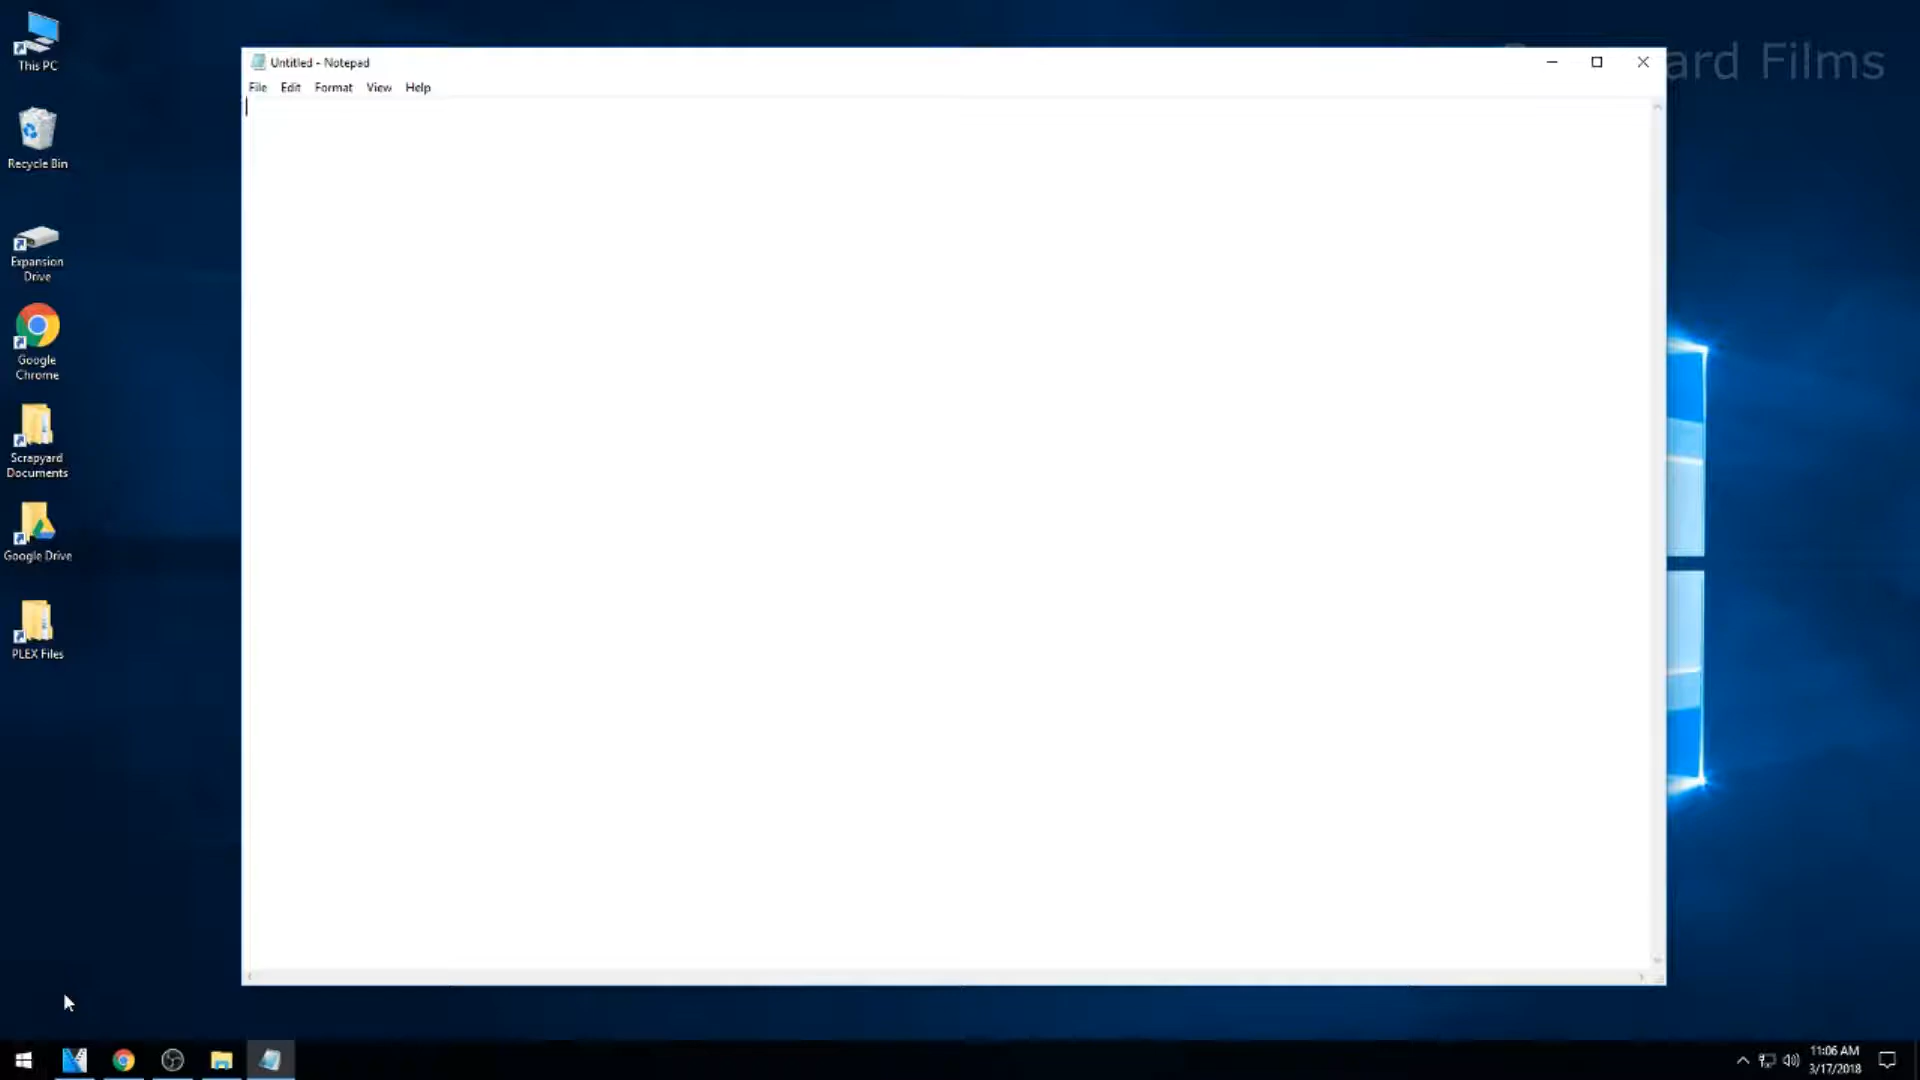 This PC
Recycle Bin
Expansion
Drive
Google
Chrome
Scrapyard
Documents
Google Drive
PLEX Files
Untitled - Notepad
File Edit Format View Help
ard Films
11:06 AM
3/17/2018